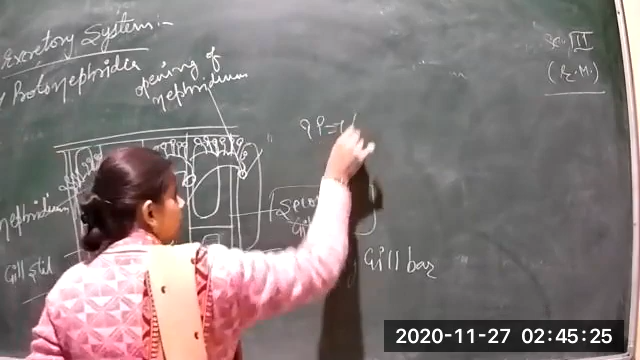 Excretory System:-
Protonephridia
opening of
nephridium
Sem III
(R.M.)
nephridium
Gill slit
Gill bar
2020-11-27 02:45:25